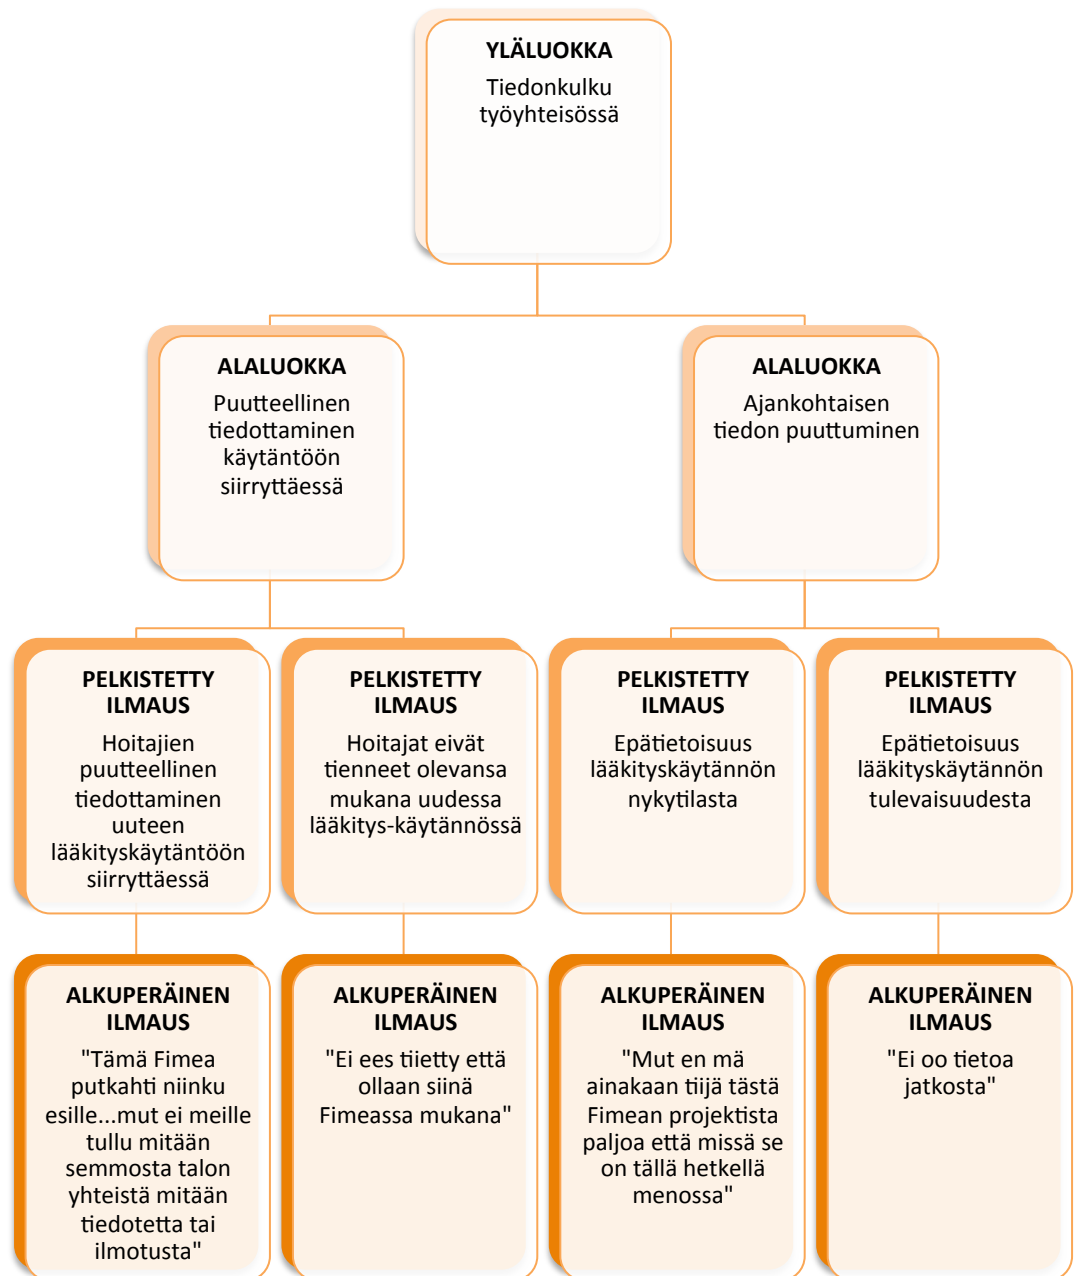 YLÄLUOKKA
Tiedonkulku
työyhteisössä
ALALUOKKA
Puutteellinen
tiedottaminen
käytäntöön
siirryttäessä
ALALUOKKA
Ajankohtaisen
tiedon puuttuminen
PELKISTETTY
ILMAUS
Hoitajien
puutteellinen
tiedottaminen
uuteen
lääkityskäytäntöön
siirryttäessä
PELKISTETTY
ILMAUS
Hoitajat eivät
tienneet olevansa
mukana uudessa
lääkitys-käytännössä
PELKISTETTY
ILMAUS
Epätietoisuus
lääkityskäytännön
nykytilasta
PELKISTETTY
ILMAUS
Epätietoisuus
lääkityskäytännön
tulevaisuudesta
ALKUPERÄINEN
ILMAUS
"Tämä Fimea
putkahti niinku
esille...mut ei meille
tullu mitään
semmosta talon
yhteistä mitään
tiedotetta tai
ilmotusta"
ALKUPERÄINEN
ILMAUS
"Ei ees tiietty että
ollaan siinä
Fimeassa mukana"
ALKUPERÄINEN
ILMAUS
"Mut en mä
ainakaan tiijä tästä
Fimean projektista
paljoa että missä se
on tällä hetkellä
menossa"
ALKUPERÄINEN
ILMAUS
"Ei oo tietoa
jatkosta"